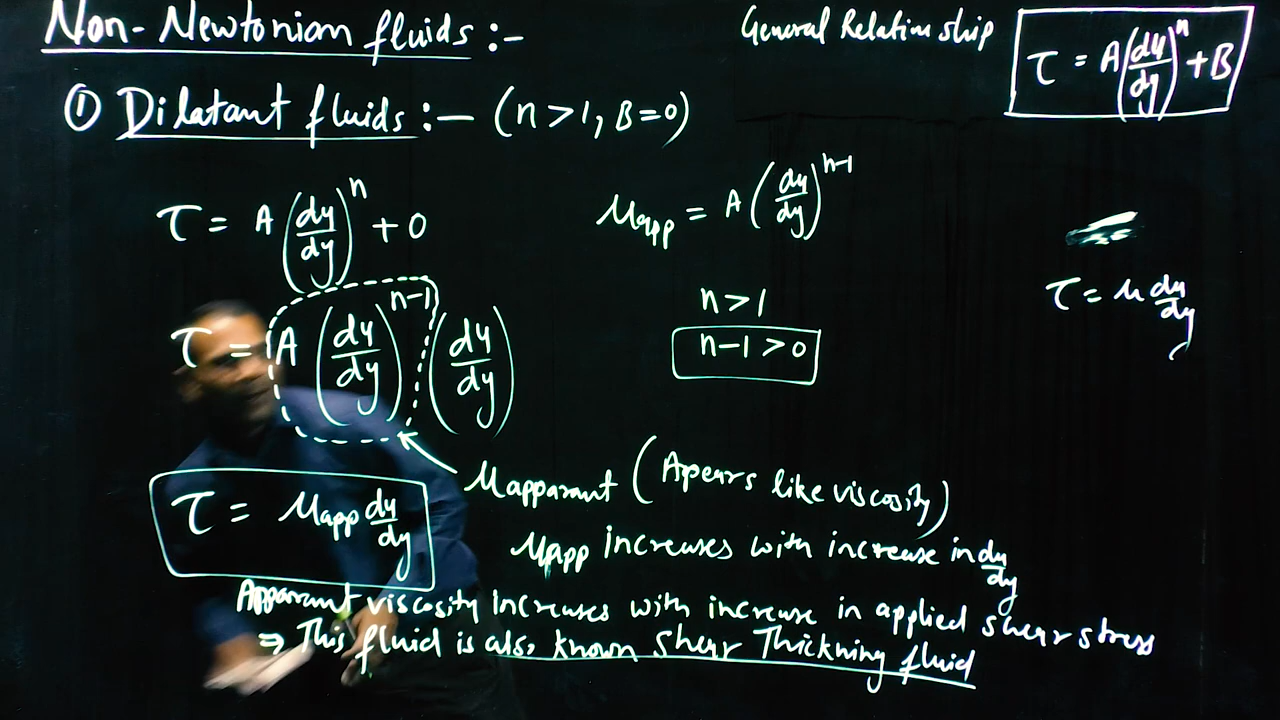 Non-Newtonian fluids :-
General Relationship τ = A(du/dy)^n + B
① Dilatant fluids :— (n>1, B=0)
τ = A (du/dy)^n + 0
μapp = A (du/dy)^n-1
τ = μ du/dy
τ = A (du/dy)^n-1 (du/dy)
n > 1
n-1 > 0
μapparant (Apears like viscosity)
τ = μapp du/dy
μapp increases with increase in du/dy
Apparant viscosity increases with increase in applied shear stress
⇒ This fluid is also known Shear Thickning fluid